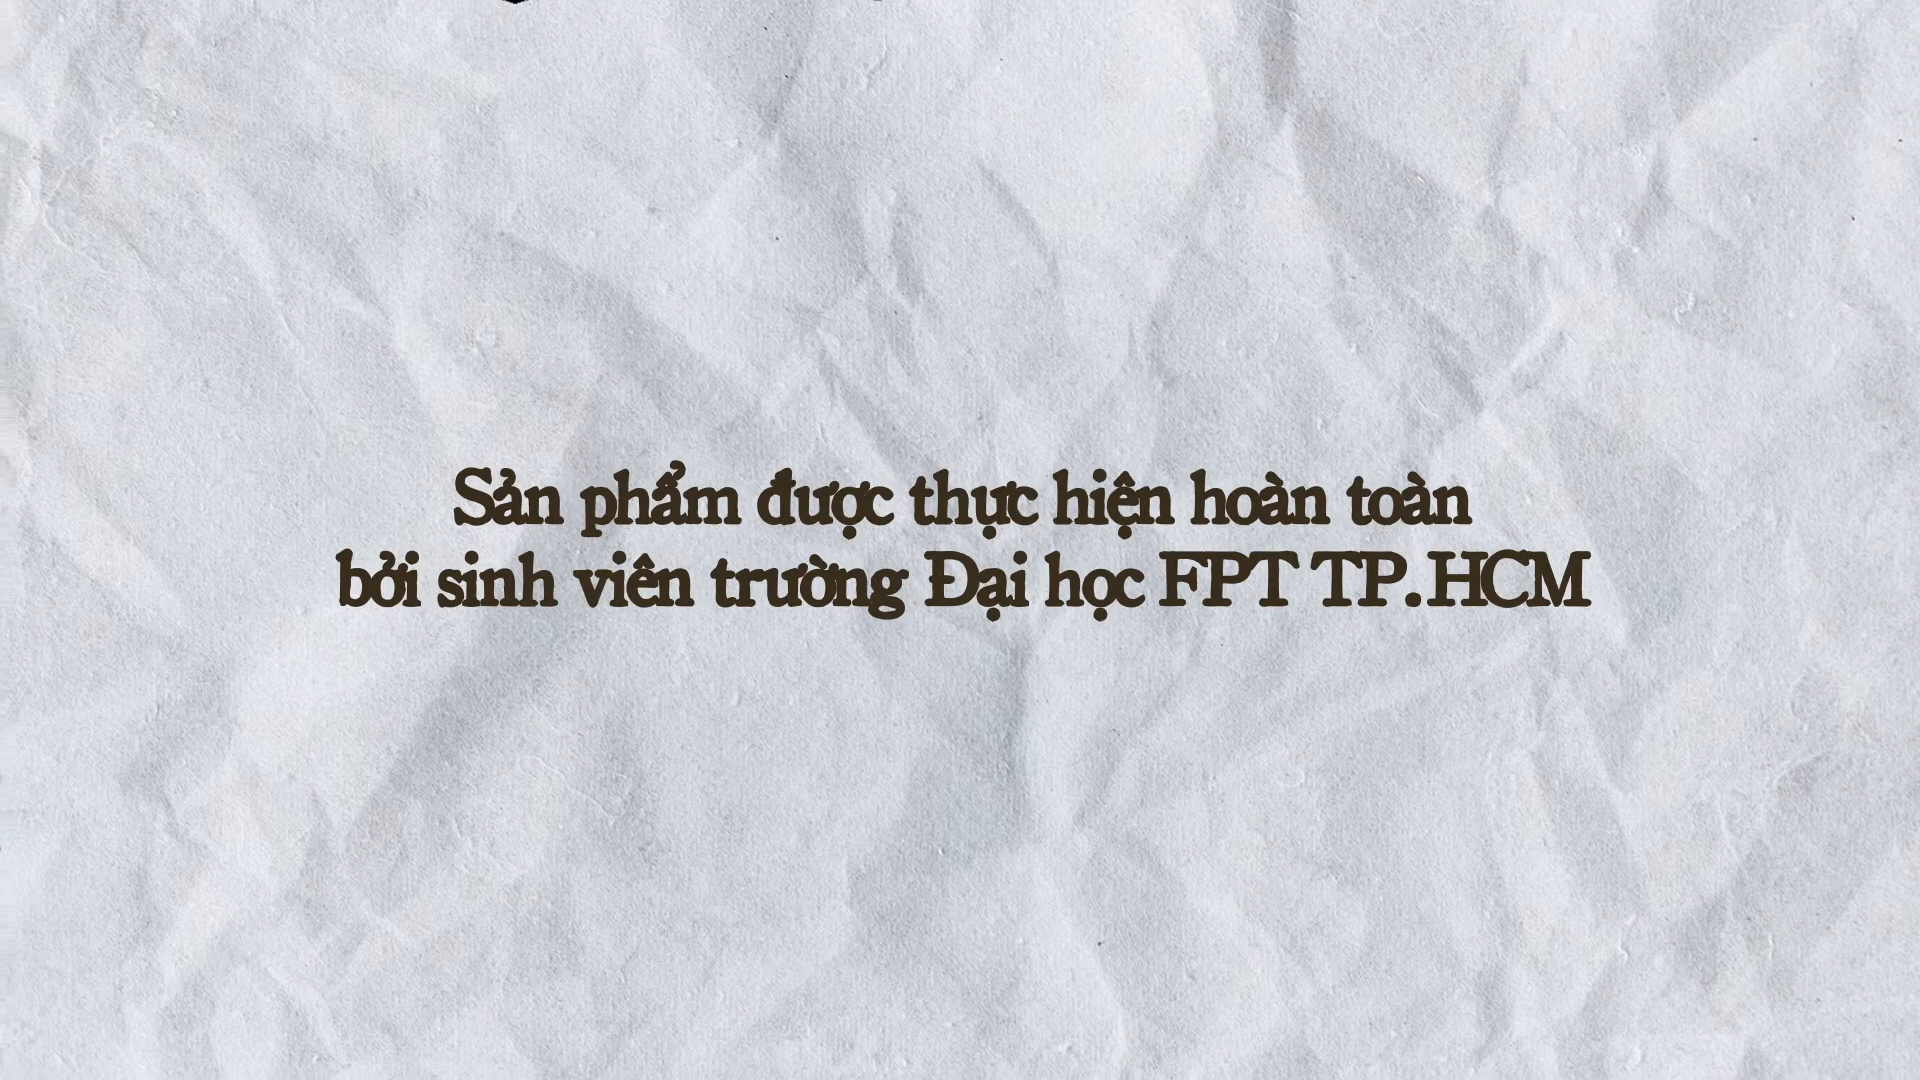 Sản phẩm được thực hiện hoàn toàn
bởi sinh viên trường Đại học FPT TP.HCM